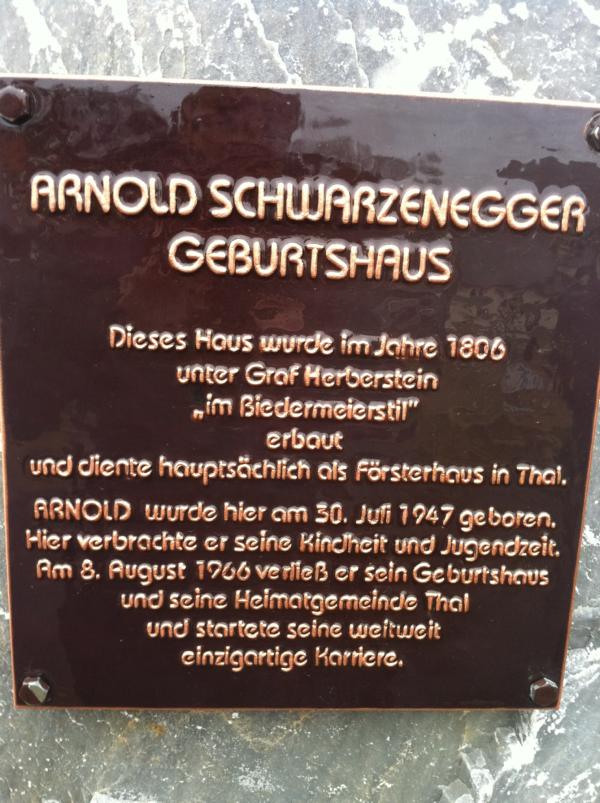 ARNOLD SCHWARZENEGGER
GEBURTSHAUS
Dieses Haus wurde im Jahre 1806
unter Graf Herberstein
„im Biedermeierstil"
erbaut
und diente hauptsächlich als Försterhaus in Thal.
ARNOLD wurde hier am 30. Juli 1947 geboren.
Hier verbrachte er seine Kindheit und Jugendzeit.
Am 8. August 1966 verließ er sein Geburtshaus
und seine Heimatgemeinde Thal
und startete seine weltweit
einzigartige Karriere.